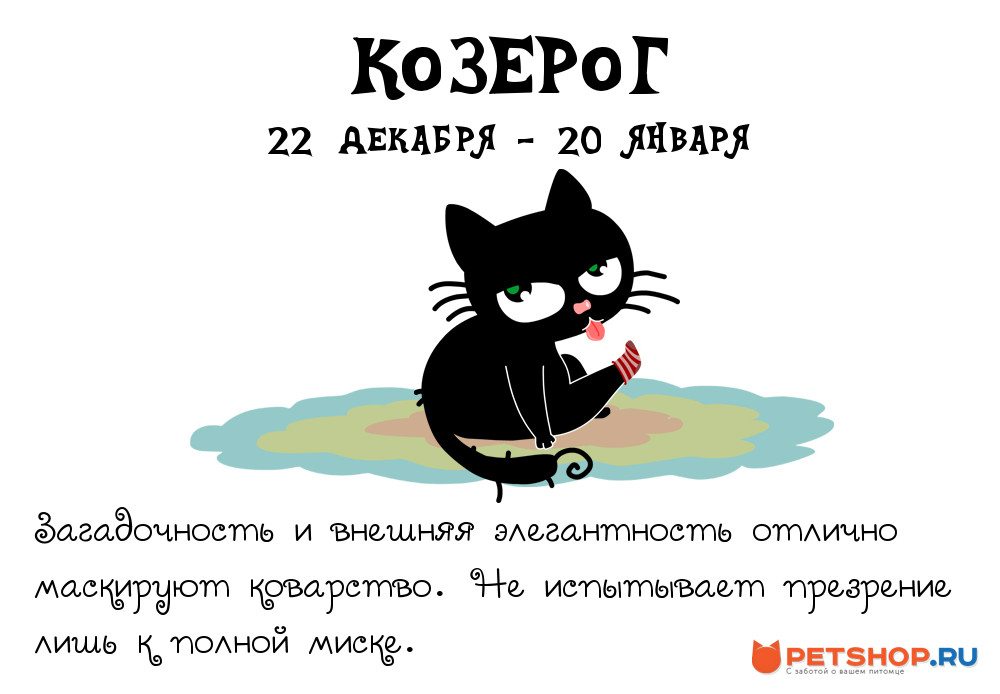 КОЗЕРОГ
22 ДЕКАБРЯ - 20 ЯНВАРЯ
Загадочность и внешняя элегантность отлично
маскируют коварство. Не испытывает презрение
лишь к полной миске.
PETSHOP.RU
С заботой о вашем питомце